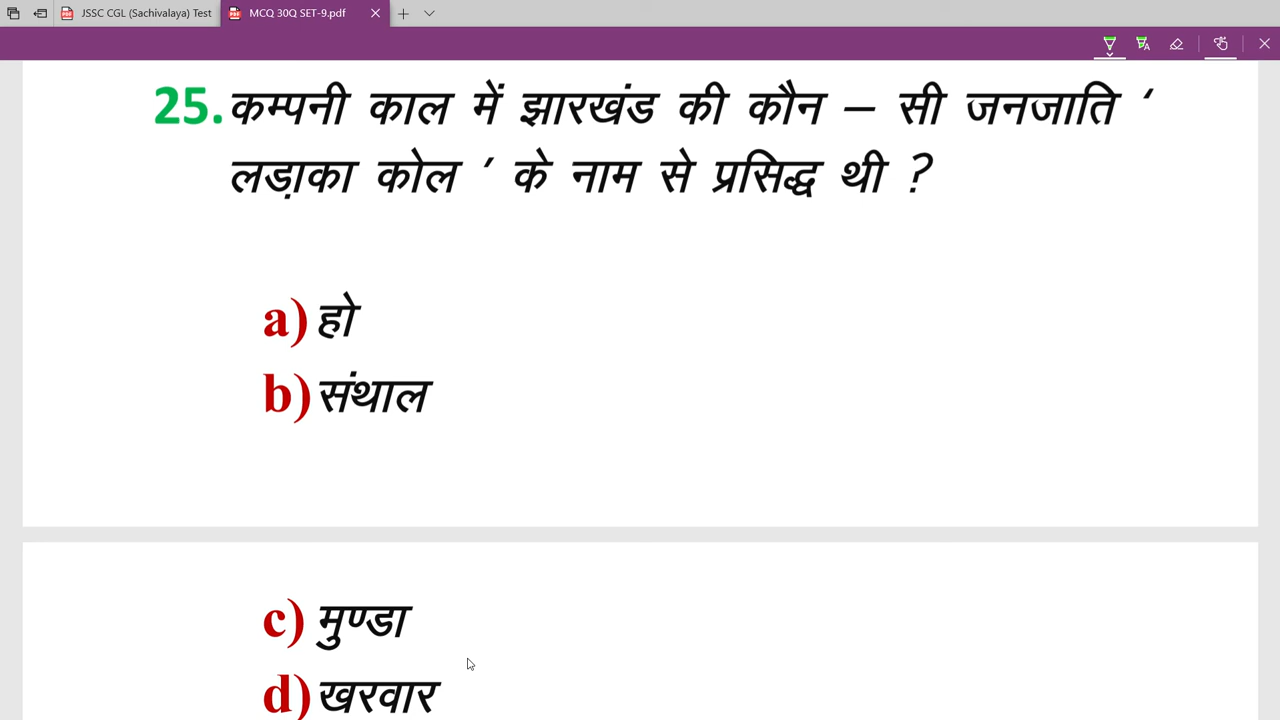 JSSC CGL (Sachivalaya) Test
MCQ 30Q SET-9.pdf
25. कम्पनी काल में झारखंड की कौन – सी जनजाति ‘
लडा़का कोल ’ के नाम से प्रसिद्ध थी ?
a) हो
b) संथाल
c) मुण्डा
d) खरवार